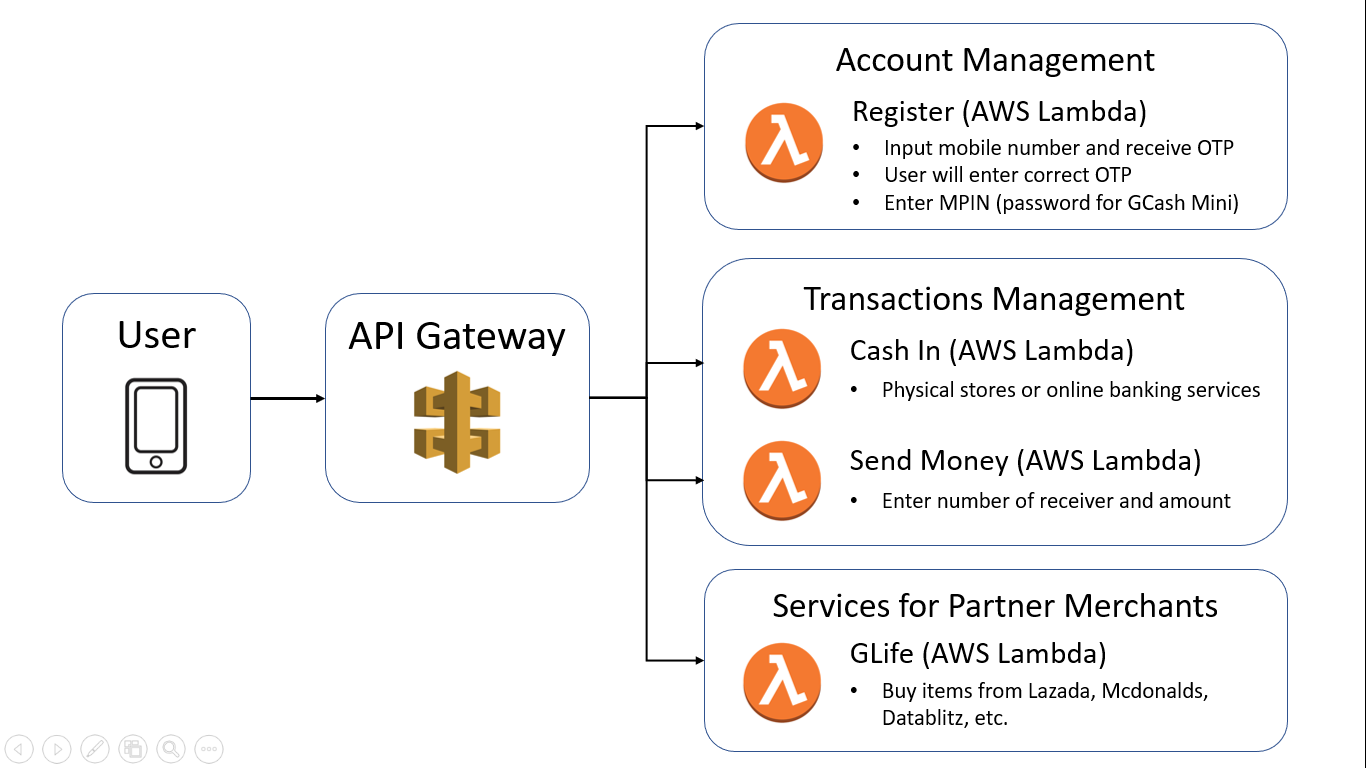 User
API Gateway
Account Management
Register (AWS Lambda)
• Input mobile number and receive OTP
• User will enter correct OTP
• Enter MPIN (password for GCash Mini)
Transactions Management
Cash In (AWS Lambda)
• Physical stores or online banking services
Send Money (AWS Lambda)
• Enter number of receiver and amount
Services for Partner Merchants
GLife (AWS Lambda)
• Buy items from Lazada, Mcdonalds,
Datablitz, etc.